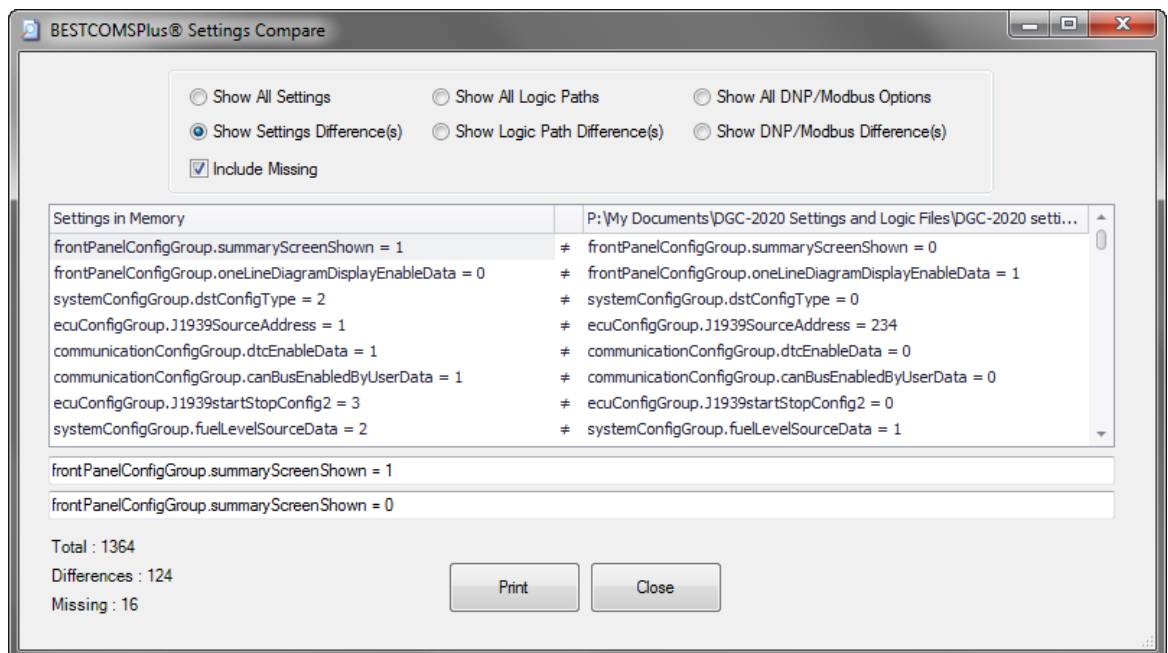 BESTCOMSPlus® Settings Compare
Show All Settings Show All Logic Paths Show All DNP/Modbus Options
Show Settings Difference(s) Show Logic Path Difference(s) Show DNP/Modbus Difference(s)
Include Missing
Settings in Memory P:\My Documents\DGC-2020 Settings and Logic Files\DGC-2020 setti...
frontPanelConfigGroup.summaryScreenShown = 1 ≠ frontPanelConfigGroup.summaryScreenShown = 0
frontPanelConfigGroup.oneLineDiagramDisplayEnableData = 0 ≠ frontPanelConfigGroup.oneLineDiagramDisplayEnableData = 1
systemConfigGroup.dstConfigType = 2 ≠ systemConfigGroup.dstConfigType = 0
ecuConfigGroup.J1939SourceAddress = 1 ≠ ecuConfigGroup.J1939SourceAddress = 234
communicationConfigGroup.dtcEnableData = 1 ≠ communicationConfigGroup.dtcEnableData = 0
communicationConfigGroup.canBusEnabledByUserData = 1 ≠ communicationConfigGroup.canBusEnabledByUserData = 0
ecuConfigGroup.J1939startStopConfig2 = 3 ≠ ecuConfigGroup.J1939startStopConfig2 = 0
systemConfigGroup.fuelLevelSourceData = 2 ≠ systemConfigGroup.fuelLevelSourceData = 1
frontPanelConfigGroup.summaryScreenShown = 1
frontPanelConfigGroup.summaryScreenShown = 0
Total : 1364
Differences : 124
Missing : 16
Print Close